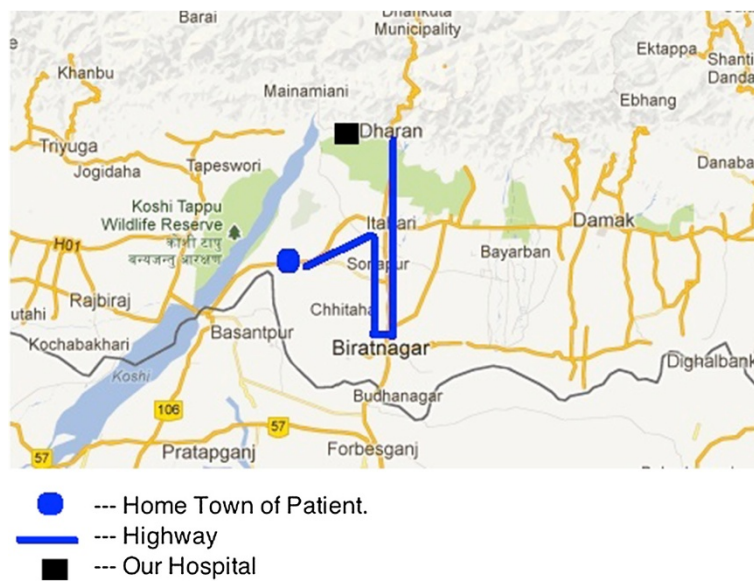 Barai
Dhankuta
Municipality
e
Ektappa
Shanti
Danda
Khanbu
Mainamiani
Ebhang
Dharan
Triyuga
Jogidaha
Tapeswori
Danaba
Koshi Tappu
Wildlife Reserve
कोशी टापु
वन्यजन्तु आरक्षण
H01
Itahari
Damak
Sonapur
Bayarban
Rajbiraj
utahi
Chhitaha
Kochabakhari
Basantpur
Biratnagar
Koshi
Dighalbank
Budhanagar
106
57
Pratapganj
Forbesganj
57
--- Home Town of Patient.
--- Highway
--- Our Hospital